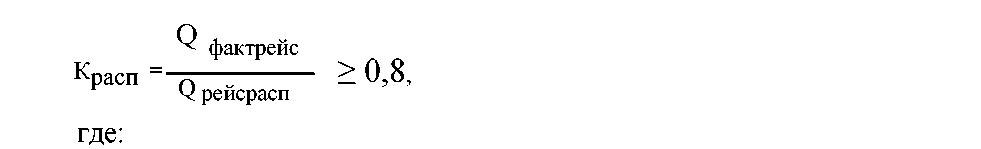 Q фактрейс
Красп = ≥ 0,8,
Q рейсрасп
где: